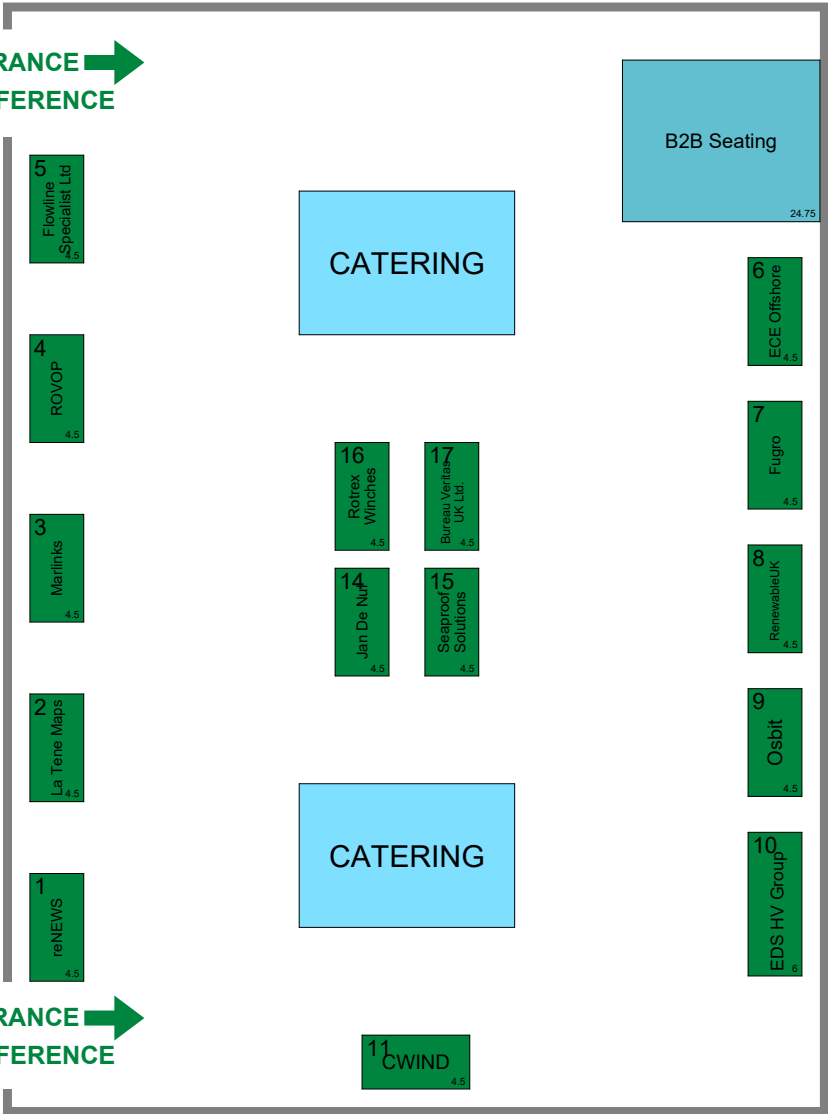 RANCE
FERENCE
B2B Seating
24.75
5
Flowline
Specialist Ltd
4.5
CATERING
6
ECE Offshore
4.5
4
ROVOP
4.5
7
Fugro
4.5
16
Rotrex
Winches
4.5
17
Bureau Veritas
UK Ltd.
4.5
3
Marlinks
4.5
8
RenewableUK
4.5
14
Jan De Nul
4.5
15
Seaproof
Solutions
4.5
2
La Tene Maps
4.5
9
Osbit
4.5
CATERING
10
EDS HV Group
6
1
reNEWS
4.5
RANCE
FERENCE
11
CWIND
4.5